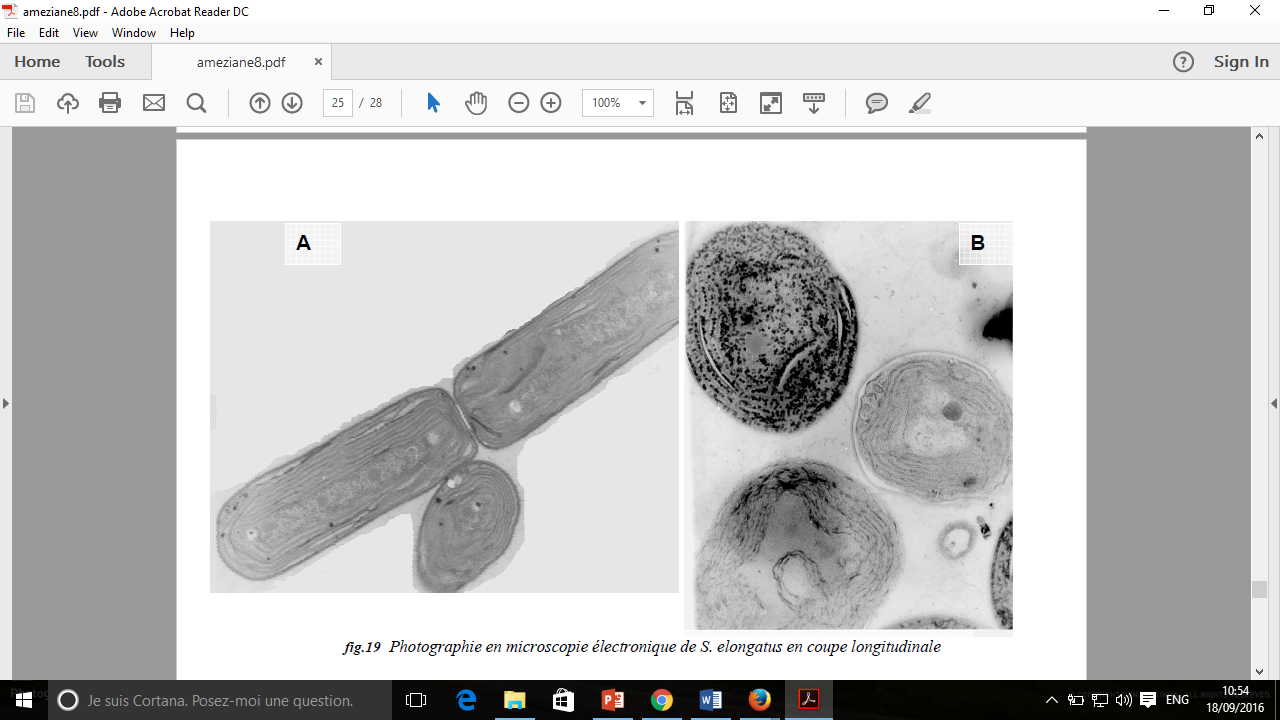 ameziane8.pdf - Adobe Acrobat Reader DC
File Edit View Window Help
Home Tools ameziane8.pdf × ? Sign In
25 / 28 100%
A
B
fig.19 Photographie en microscopie électronique de S. elongatus en coupe longitudinale
Je suis Cortana. Posez-moi une question.
ENG
10:54
18/09/2016